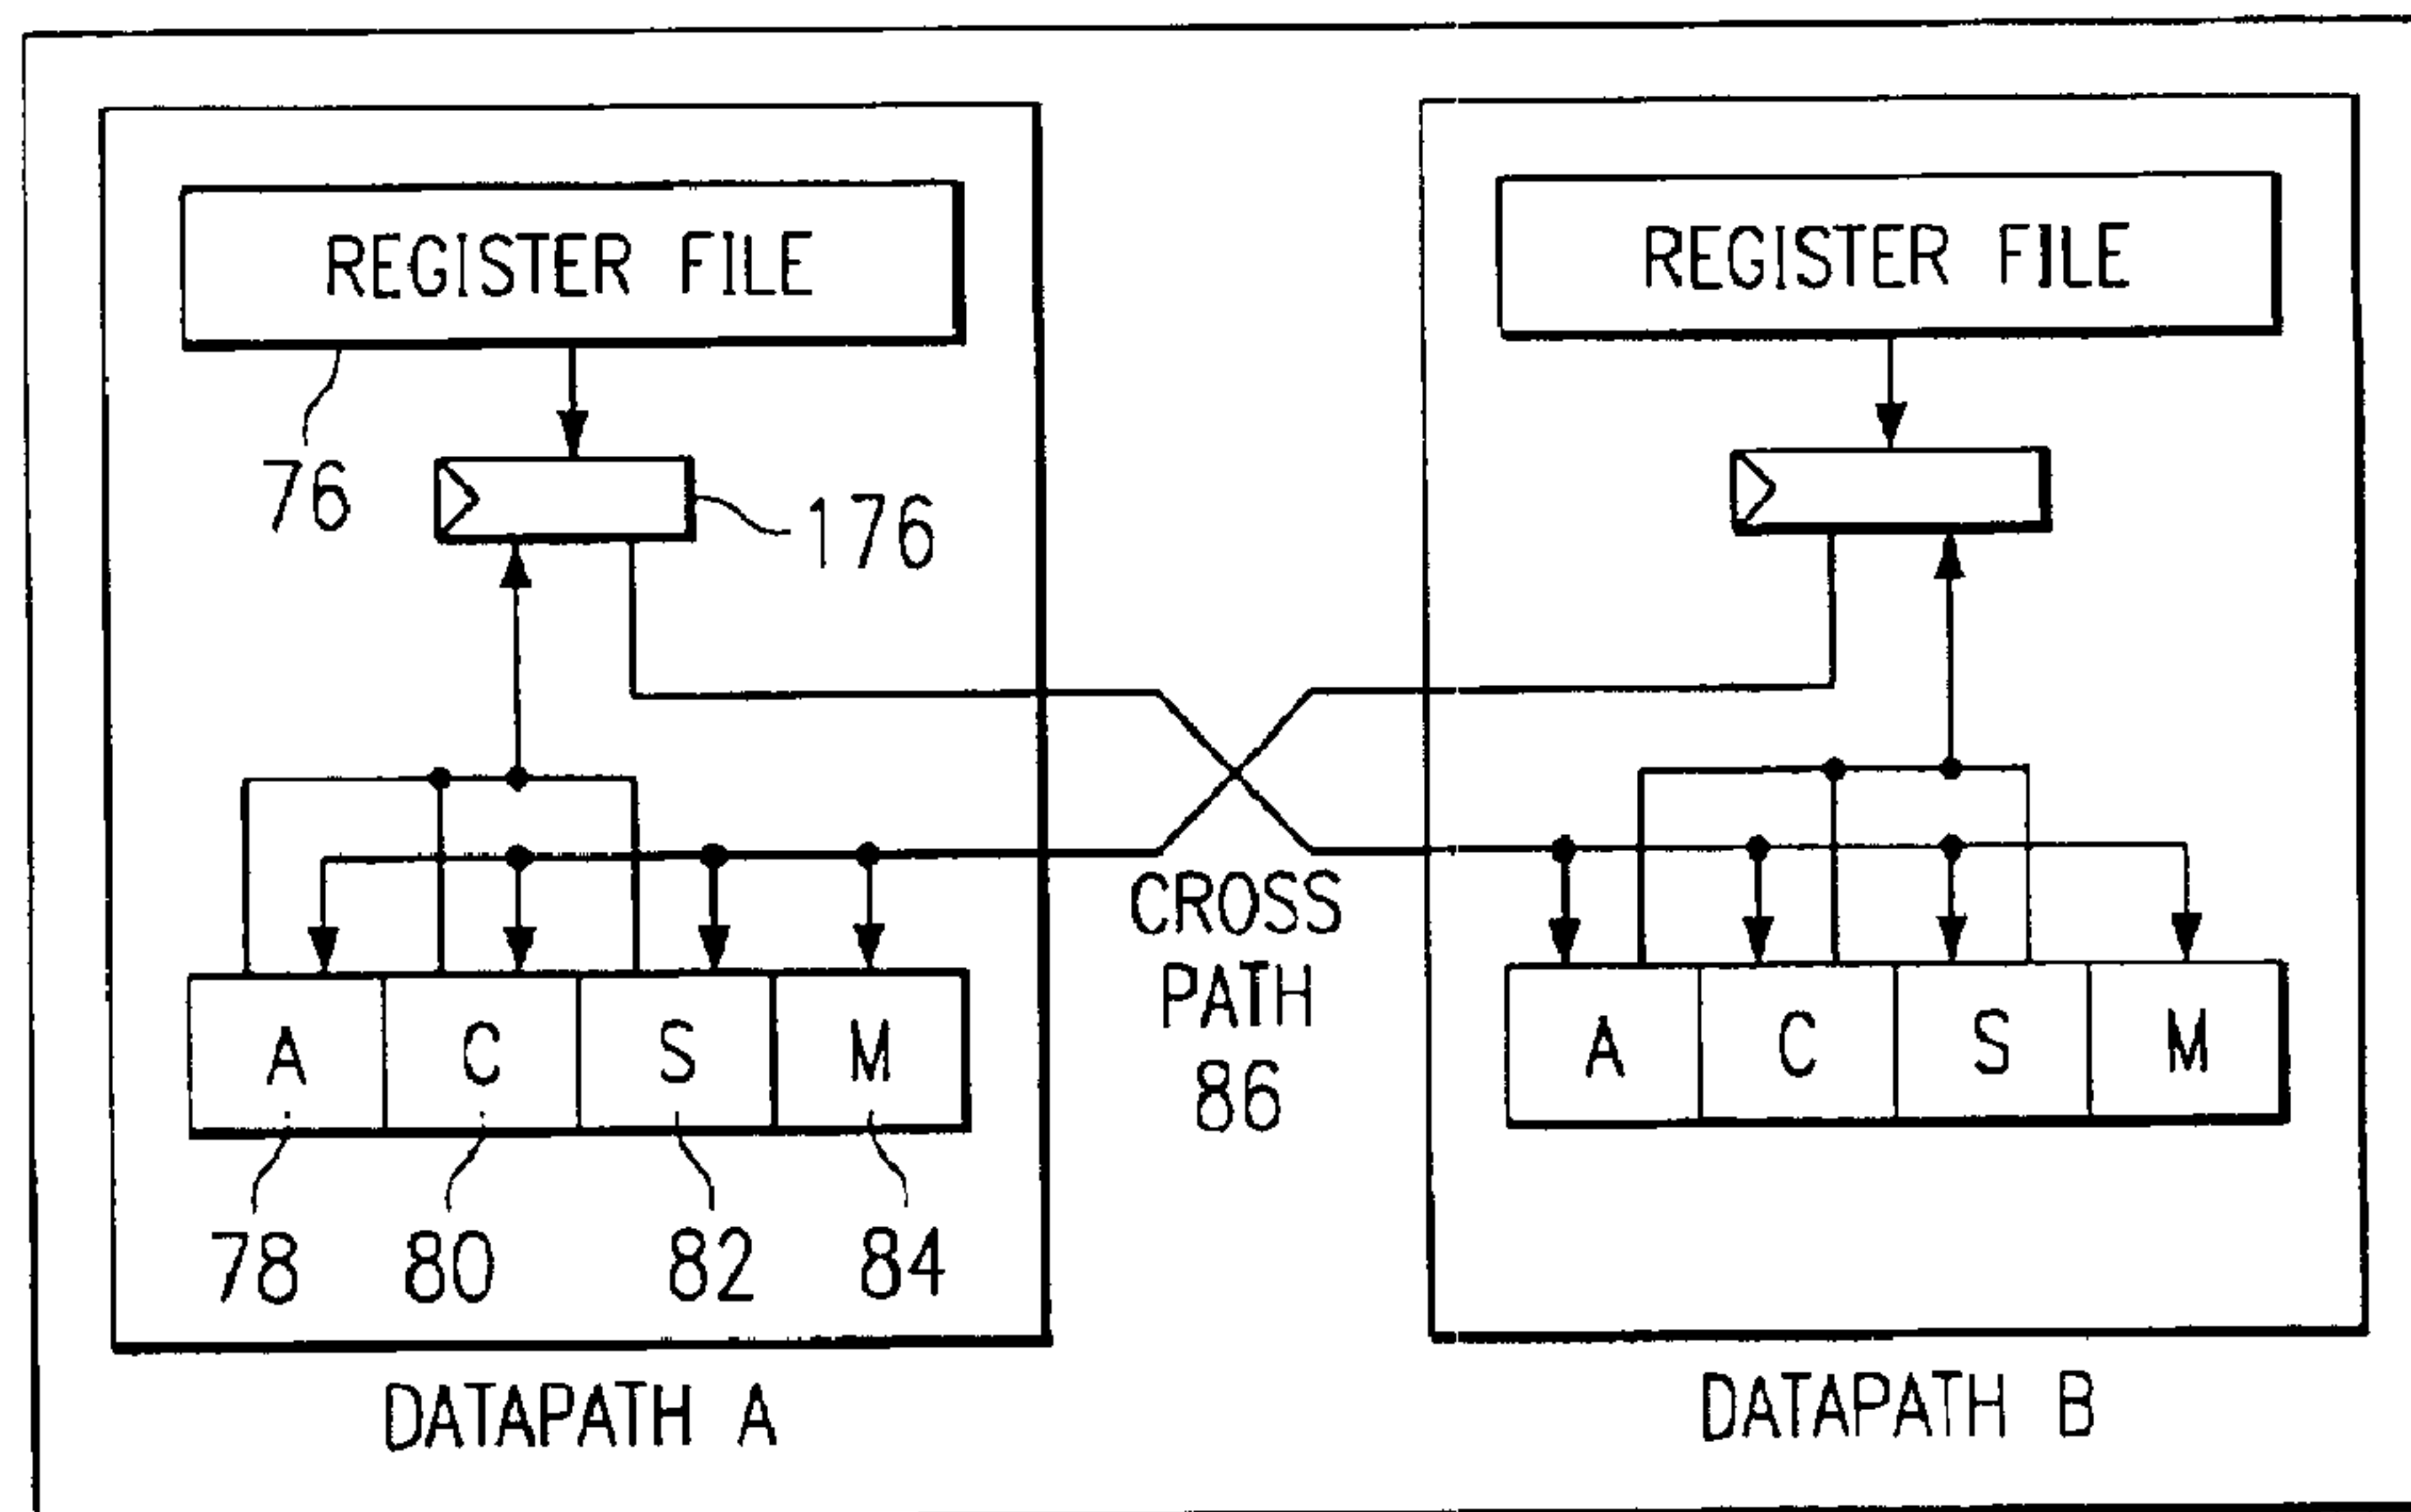 REGISTER FILE
REGISTER FILE
76
176
CROSS
PATH
86
A C S M
A C S M
78 80 82 84
DATAPATH A
DATAPATH B